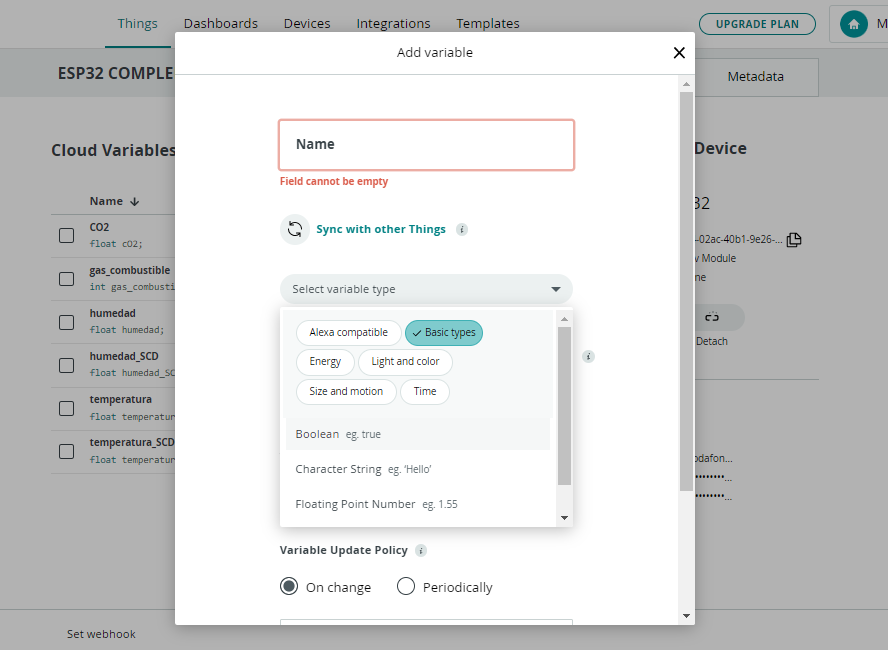 Things Dashboards Devices Integrations Templates UPGRADE PLAN M
Add variable
ESP32 COMPLE
Metadata
Name
Field cannot be empty
Sync with other Things
Select variable type
Alexa compatible Basic types
Energy Light and color
Size and motion Time
Boolean eg. true
Character String eg. 'Hello'
Floating Point Number eg. 1.55
Variable Update Policy
On change Periodically
Cloud Variables
Name
CO2
float cO2;
gas_combustible
int gas_combusti
humedad
float humedad;
humedad_SCD
float humedad_SC
temperatura
float temperatur
temperatura_SCD
float temperatur
Device
32
-02ac-40b1-9e26-...
v Module
ne
Detach
odafon...
Set webhook